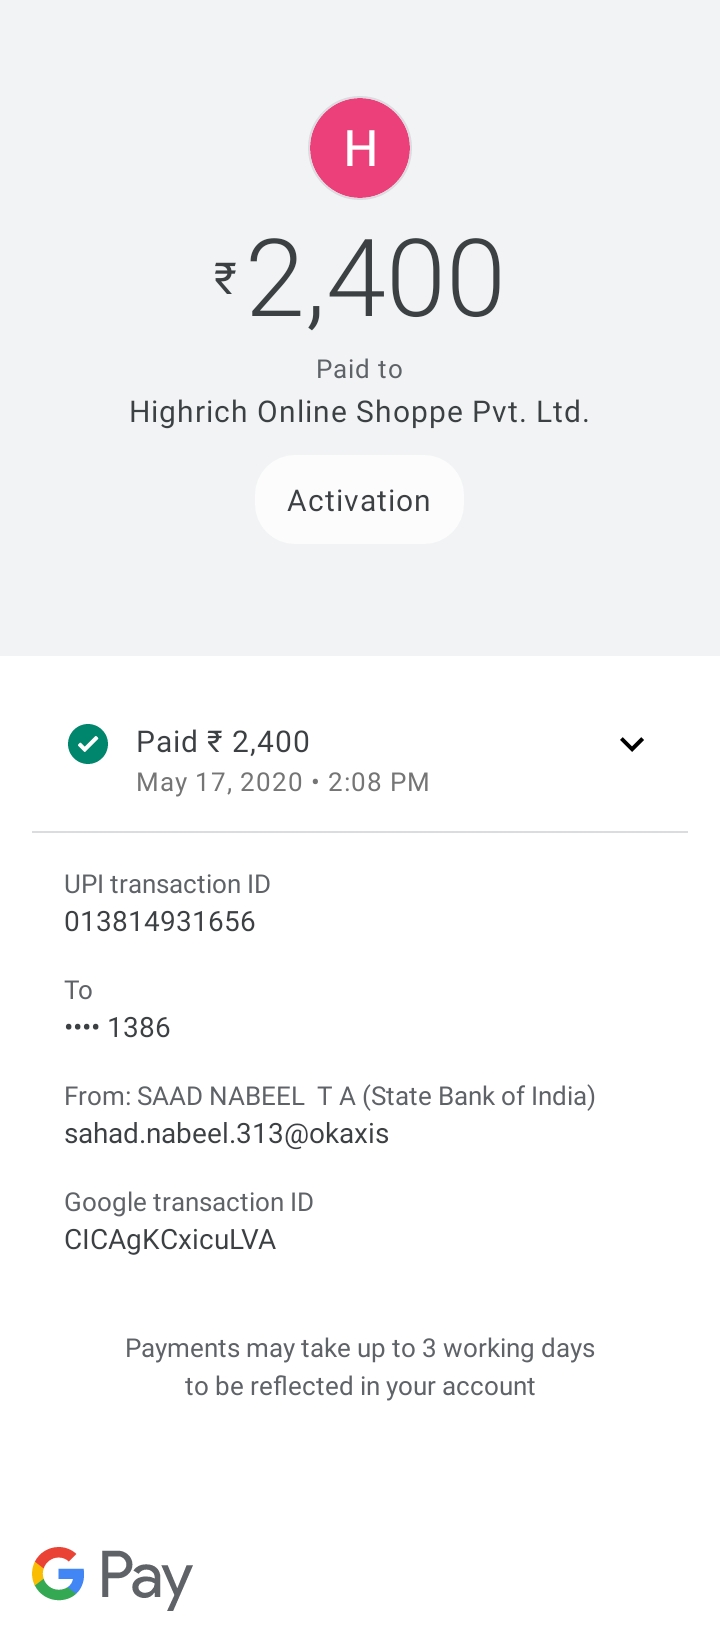 H
₹2,400
Paid to
Highrich Online Shoppe Pvt. Ltd.
Activation
Paid ₹ 2,400
May 17, 2020 • 2:08 PM
UPI transaction ID
013814931656
To
•••• 1386
From: SAAD NABEEL  T A (State Bank of India)
sahad.nabeel.313@okaxis
Google transaction ID
CICAgKCxicuLVA
Payments may take up to 3 working days
to be reflected in your account
G Pay